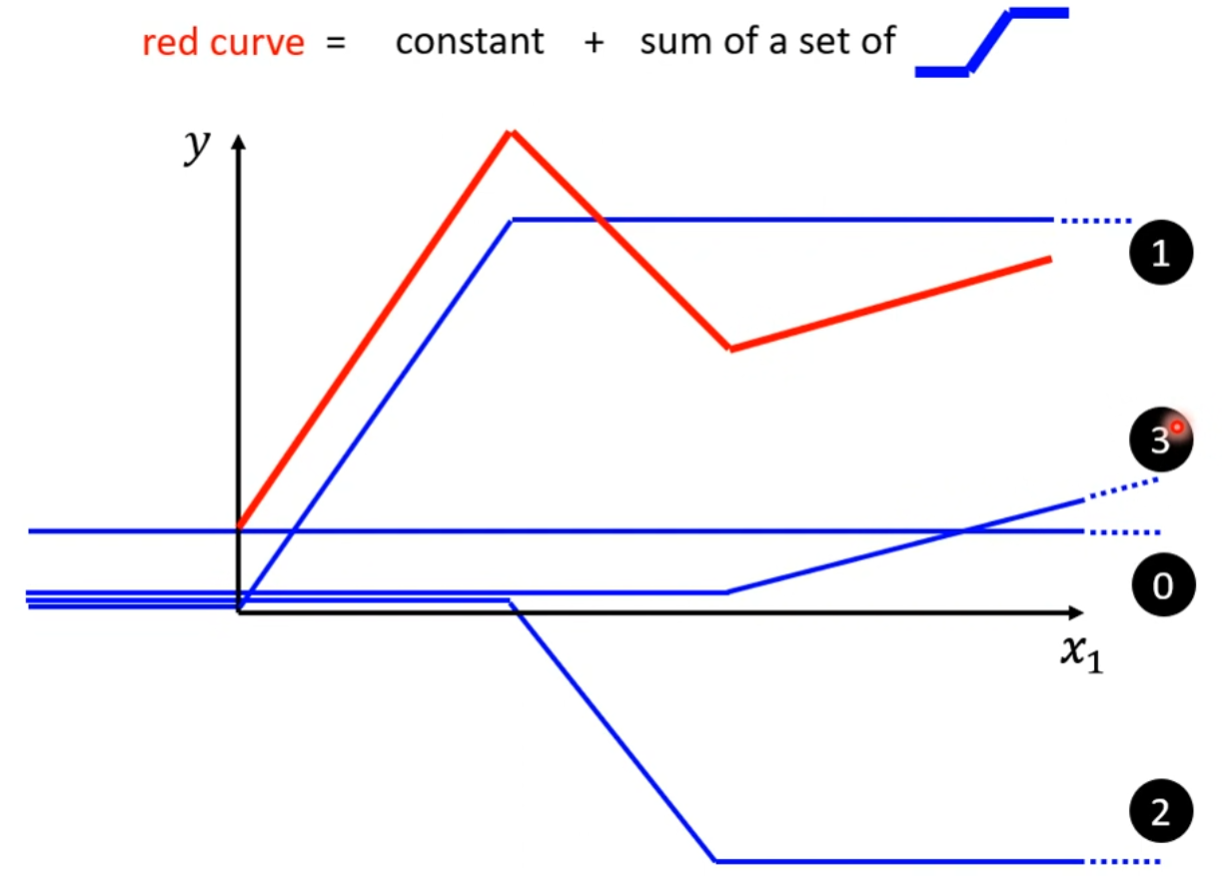 red curve = constant + sum of a set of
y
1
3
0
x₁
2